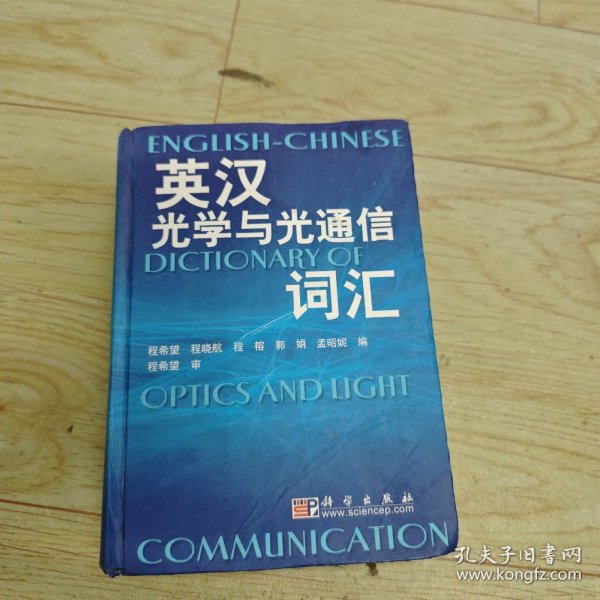 ENGLISH-CHINESE
英汉
光学与光通信
DICTIONARY OF
词汇
程希望 程晓航 程 榕 郭 娟 孟昭妮 编
程希望 审
OPTICS AND LIGHT
科学出版社
www.sciencep.com
COMMUNICATION
孔夫子旧书网
www.kongfz.com